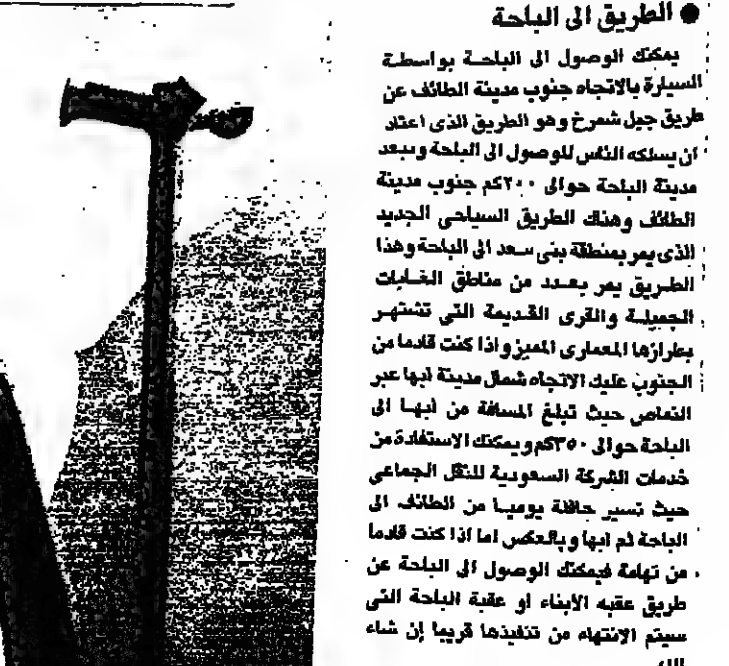 ● الطريق الى الباحة
يمكنك الوصول الى الباحة بواسطة
السيارة بالاتجاه جنوب مدينة الطائف عن
طريق جبل شمرخ وهو الطريق الذى اعتاد
ان يسلكه الناس للوصول الى الباحة وتبعد
مدينة الباحة حوالى ٢٠٠كم جنوب مدينة
الطائف وهناك الطريق السياحى الجديد
الذى يمر بمنطقة بنى سعد الى الباحة وهذا
الطريق يمر بعدد من مناطق الغابات
الجميلة والقرى القديمة التى تشتهر
بطرازها المعمارى المميز واذا كنت قادما من
الجنوب عليك الاتجاه شمال مدينة ابها عبر
النماص حيث تبلغ المسافة من ابها الى
الباحة حوالى ٣٥٠كم ويمكنك الاستفادة من
خدمات الشركة السعودية للنقل الجماعى
حيث تسير حافلة يوميا من الطائف الى
الباحة ثم ابها وبالعكس اما اذا كنت قادما
من تهامة فيمكنك الوصول الى الباحة عن
طريق عقبه الأبناء او عقبة الباحة التى
سيتم الإنتهاء من تنفيذها قريبا إن شاء